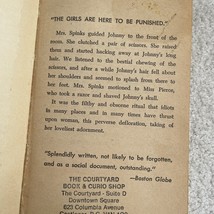 "THE GIRLS ARE HERE TO BE PUNISHED."
Mrs. Spinks guided Johnny to the front of the
room. She clutched a pair of scissors. She raised
them and started hacking away at Johnny's long
hair. We listened to the bestial chewing of the
scissors, and after a while Johnny's hair fell about
her shoulders and seemed to splash from there to
her feet. Mrs. Spinks motioned to Miss Pierce,
who took a razor and shaved Johnny's skull.
It was the filthy and obscene ritual that idiots
in many places and in many times have thrust
upon women, this perverse delineation, taking of
her loveliest adornment.
"Splendidly written, not likely to be forgotten,
and as a social documentation, outstanding."
—Boston Globe
THE COURTYARD
BOOK & CURIO SHOP
The Courtyard - Suite D
Downtown Square
623 Columbia Avenue